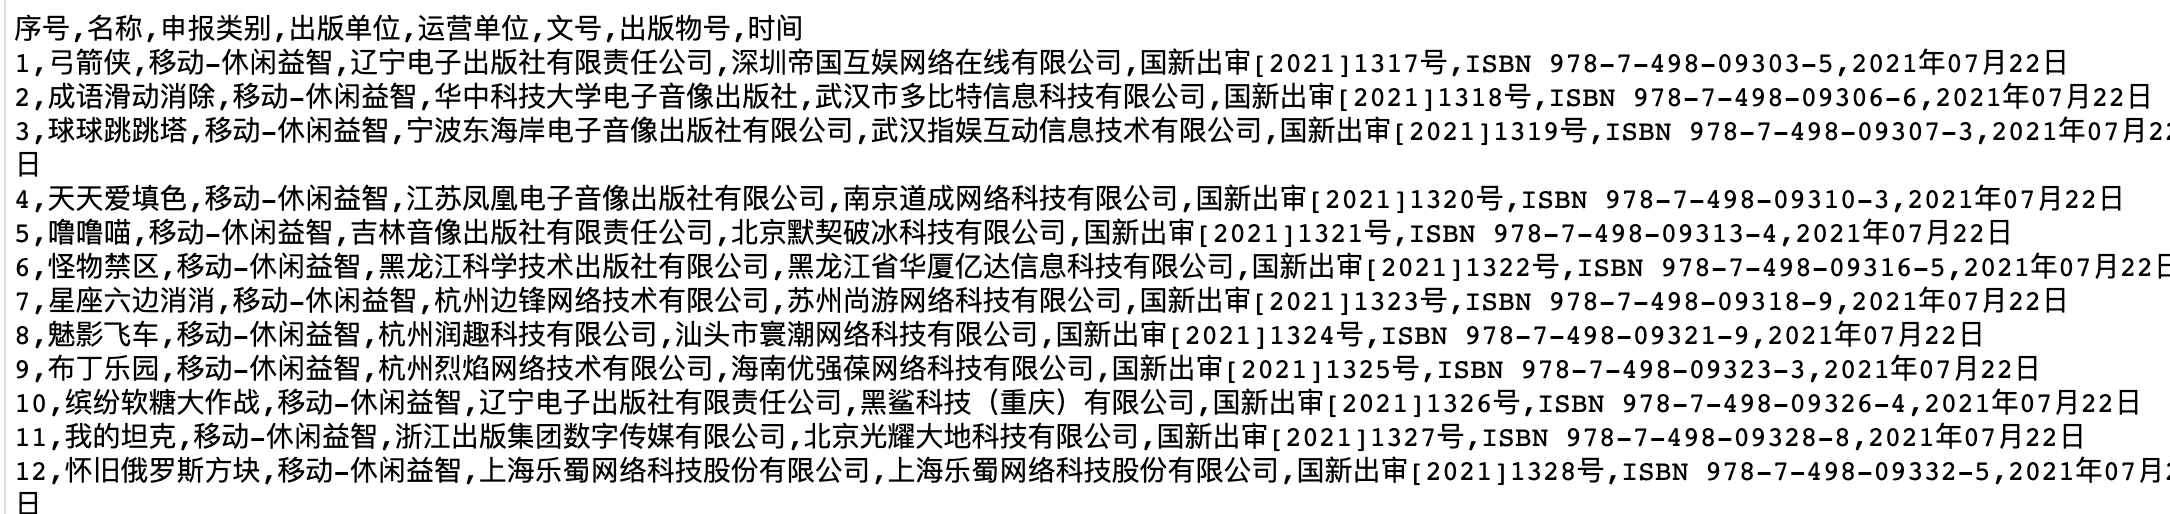 序号,名称,申报类别,出版单位,运营单位,文号,出版物号,时间
1,弓箭侠,移动-休闲益智,辽宁电子出版社有限责任公司,深圳帝国互娱网络在线有限公司,国新出审[2021]1317号,ISBN 978-7-498-09303-5,2021年07月22日
2,成语滑动消除,移动-休闲益智,华中科技大学电子音像出版社,武汉市多比特信息科技有限公司,国新出审[2021]1318号,ISBN 978-7-498-09306-6,2021年07月22日
3,球球跳跳塔,移动-休闲益智,宁波东海岸电子音像出版社有限公司,武汉指娱互动信息技术有限公司,国新出审[2021]1319号,ISBN 978-7-498-09307-3,2021年07月22
日
4,天天爱填色,移动-休闲益智,江苏凤凰电子音像出版社有限公司,南京道成网络科技有限公司,国新出审[2021]1320号,ISBN 978-7-498-09310-3,2021年07月22日
5,噜噜喵,移动-休闲益智,吉林音像出版社有限责任公司,北京默契破冰科技有限公司,国新出审[2021]1321号,ISBN 978-7-498-09313-4,2021年07月22日
6,怪物禁区,移动-休闲益智,黑龙江科学技术出版社有限公司,黑龙江省华厦亿达信息科技有限公司,国新出审[2021]1322号,ISBN 978-7-498-09316-5,2021年07月22日
7,星座六边消消,移动-休闲益智,杭州边锋网络技术有限公司,苏州尚游网络科技有限公司,国新出审[2021]1323号,ISBN 978-7-498-09318-9,2021年07月22日
8,魅影飞车,移动-休闲益智,杭州润趣科技有限公司,汕头市寰潮网络科技有限公司,国新出审[2021]1324号,ISBN 978-7-498-09321-9,2021年07月22日
9,布丁乐园,移动-休闲益智,杭州烈焰网络技术有限公司,海南优强葆网络科技有限公司,国新出审[2021]1325号,ISBN 978-7-498-09323-3,2021年07月22日
10,缤纷软糖大作战,移动-休闲益智,辽宁电子出版社有限责任公司,黑鲨科技（重庆）有限公司,国新出审[2021]1326号,ISBN 978-7-498-09326-4,2021年07月22日
11,我的坦克,移动-休闲益智,浙江出版集团数字传媒有限公司,北京光耀大地科技有限公司,国新出审[2021]1327号,ISBN 978-7-498-09328-8,2021年07月22日
12,怀旧俄罗斯方块,移动-休闲益智,上海乐蜀网络科技股份有限公司,上海乐蜀网络科技股份有限公司,国新出审[2021]1328号,ISBN 978-7-498-09332-5,2021年07月
日